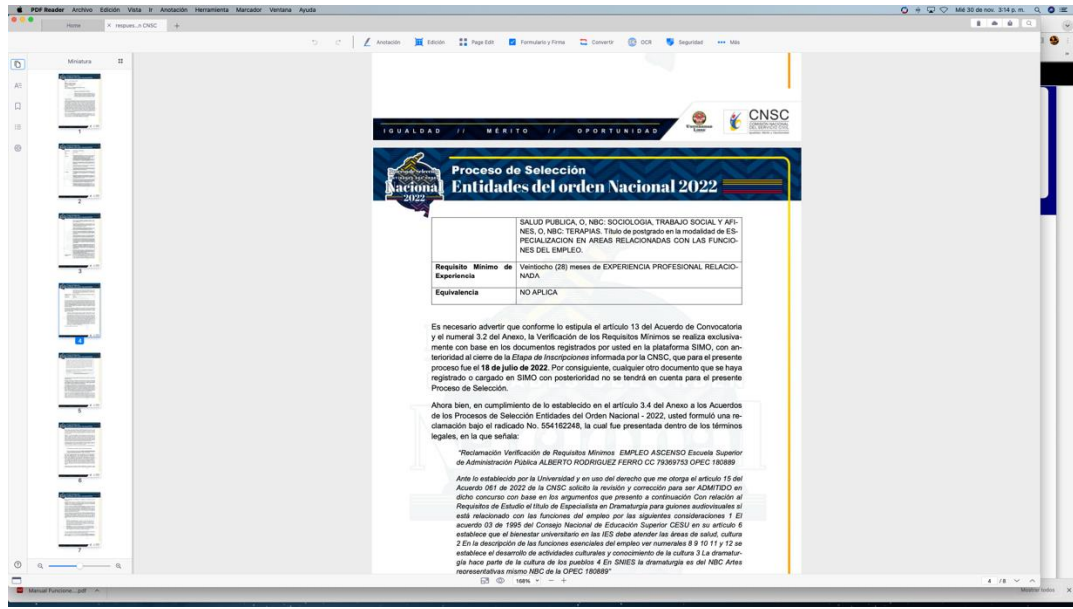 PDF Reader Archivo Edición Vista Ir Anotación Herramienta Marcador Ventana Ayuda
Mié 30 de nov. 3:14 p. m.
Home
respues...n CNSC
Anotación Edición Page Edit Formulario y Firma Convertir OCR Seguridad Más
Miniatura
1
2
3
4
5
6
7
IGUALDAD // MÉRITO // OPORTUNIDAD
CNSC
COMISIÓN NACIONAL
DEL SERVICIO CIVIL
Proceso de Selección
Entidades del orden Nacional 2022
Nacional
2022
SALUD PUBLICA, O, NBC: SOCIOLOGIA, TRABAJO SOCIAL Y AFI-
NES, O, NBC: TERAPIAS. Título de postgrado en la modalidad de ES-
PECIALIZACION EN AREAS RELACIONADAS CON LAS FUNCIO-
NES DEL EMPLEO.
Requisito Mínimo de Experiencia
Veintiocho (28) meses de EXPERIENCIA PROFESIONAL RELACIO-
NADA
Equivalencia
NO APLICA
Es necesario advertir que conforme lo estipula el artículo 13 del Acuerdo de Convocatoria
y el numeral 3.2 del Anexo, la Verificación de los Requisitos Mínimos se realiza exclusiva-
mente con base en los documentos registrados por usted en la plataforma SIMO, con an-
terioridad al cierre de la Etapa de Inscripciones informada por la CNSC, que para el presente
proceso fue el 18 de julio de 2022. Por consiguiente, cualquier otro documento que se haya
registrado o cargado en SIMO con posterioridad no se tendrá en cuenta para el presente
Proceso de Selección.
Ahora bien, en cumplimiento de lo establecido en el artículo 3.4 del Anexo a los Acuerdos
de los Procesos de Selección Entidades del Orden Nacional - 2022, usted formuló una re-
clamación bajo el radicado No. 554162248, la cual fue presentada dentro de los términos
legales, en la que señala:
"Reclamación Verificación de Requisitos Mínimos EMPLEO ASCENSO Escuela Superior
de Administración Pública ALBERTO RODRIGUEZ FERRO CC 79369753 OPEC 180889
Ante lo establecido por la Universidad y en uso del derecho que me otorga el artículo 15 del
Acuerdo 061 de 2022 de la CNSC solicito la revisión y corrección para ser ADMITIDO en
dicho concurso con base en los argumentos que presento a continuación Con relación al
Requisitos de Estudio el título de Especialista en Dramaturgia para guiones audiovisuales si
está relacionado con las funciones del empleo por las siguientes consideraciones 1 El
acuerdo 03 de 1995 del Consejo Nacional de Educación Superior CESU en su artículo 6
establece que el bienestar universitario en las IES debe atender las áreas de salud, cultura
2 En la descripción de las funciones esenciales del empleo ver numerales 8 9 10 11 y 12 se
establece el desarrollo de actividades culturales y conocimiento de la cultura 3 La dramatur-
gia hace parte de la cultura de los pueblos 4 En SNIES la dramaturgia es del NBC Artes
representativas mismo NBC de la OPEC 180889"
168%
4 / 8
Manual Funcione....pdf
Mostrar todos